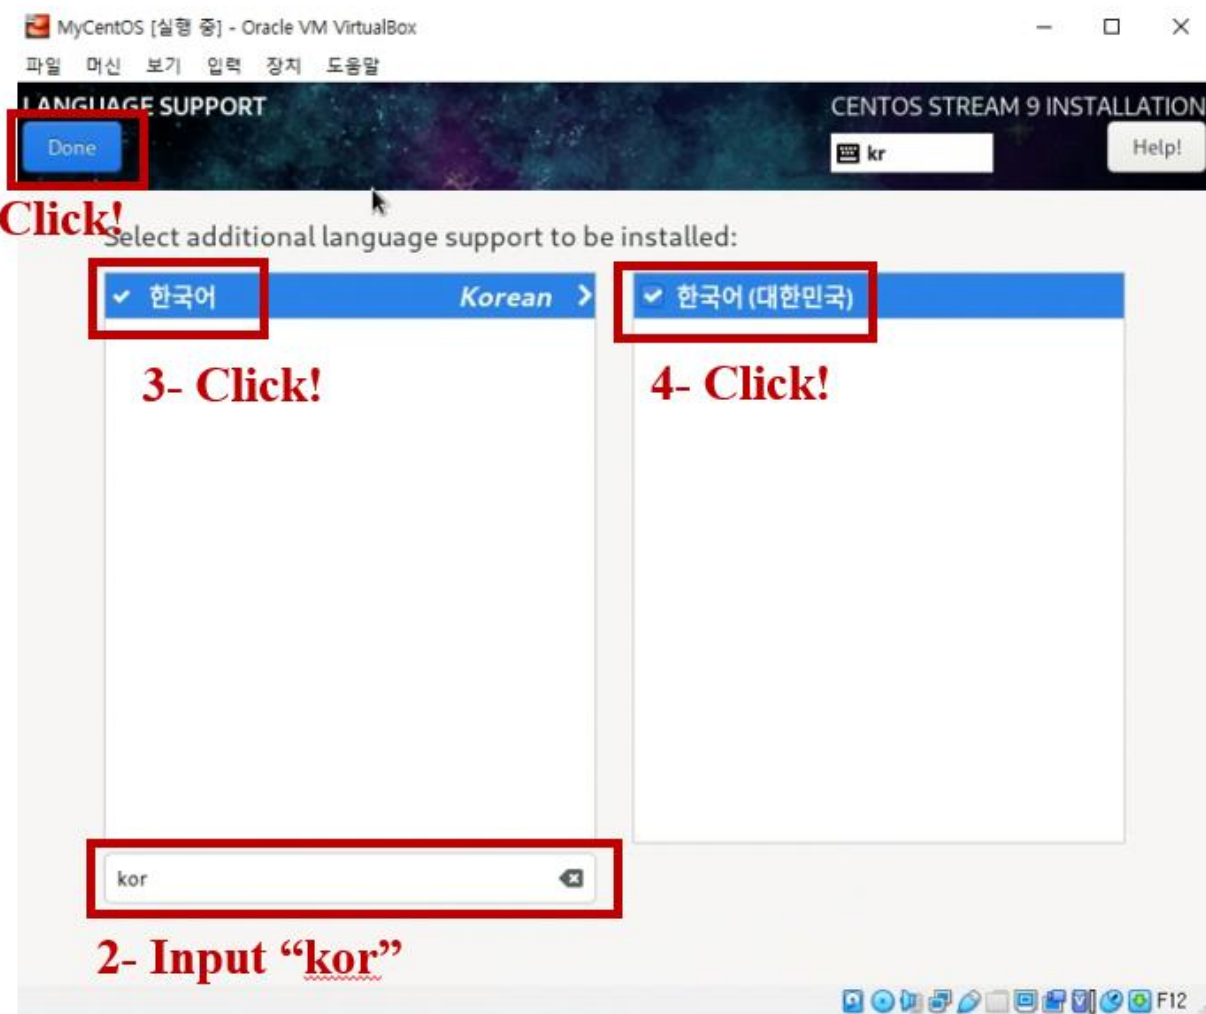 MyCentOS [실행 중] - Oracle VM VirtualBox
파일 머신 보기 입력 장치 도움말
LANGUAGE SUPPORT
CENTOS STREAM 9 INSTALLATION
Done
kr
Help!
Click!
Select additional language support to be installed:
한국어 Korean
한국어 (대한민국)
3- Click!
4- Click!
kor
2- Input “kor”
F12